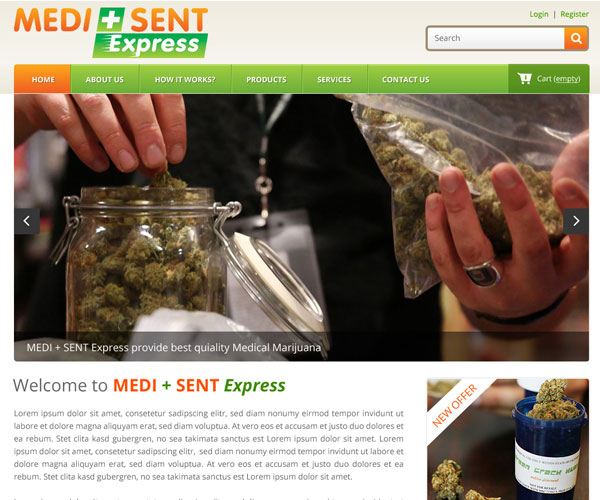 MEDI + SENT
Express
Login | Register
Search
HOME ABOUT US HOW IT WORKS? PRODUCTS SERVICES CONTACT US Cart (empty)
MEDI + SENT Express provide best quiality Medical Marijuana
Welcome to MEDI + SENT Express
Lorem ipsum dolor sit amet, consetetur sadipscing elitr, sed diam nonumy eirmod tempor invidunt ut
labore et dolore magna aliquyam erat, sed diam voluptua. At vero eos et accusam et justo duo dolores et
ea rebum. Stet clita kasd gubergren, no sea takimata sanctus est Lorem ipsum dolor sit amet. Lorem
ipsum dolor sit amet, consetetur sadipscing elitr, sed diam nonumy eirmod tempor invidunt ut labore et
dolore magna aliquyam erat, sed diam voluptua. At vero eos et accusam et justo duo dolores et ea
rebum. Stet clita kasd gubergren, no sea takimata sanctus est Lorem ipsum dolor sit amet.
NEW OFFER
Green Crack